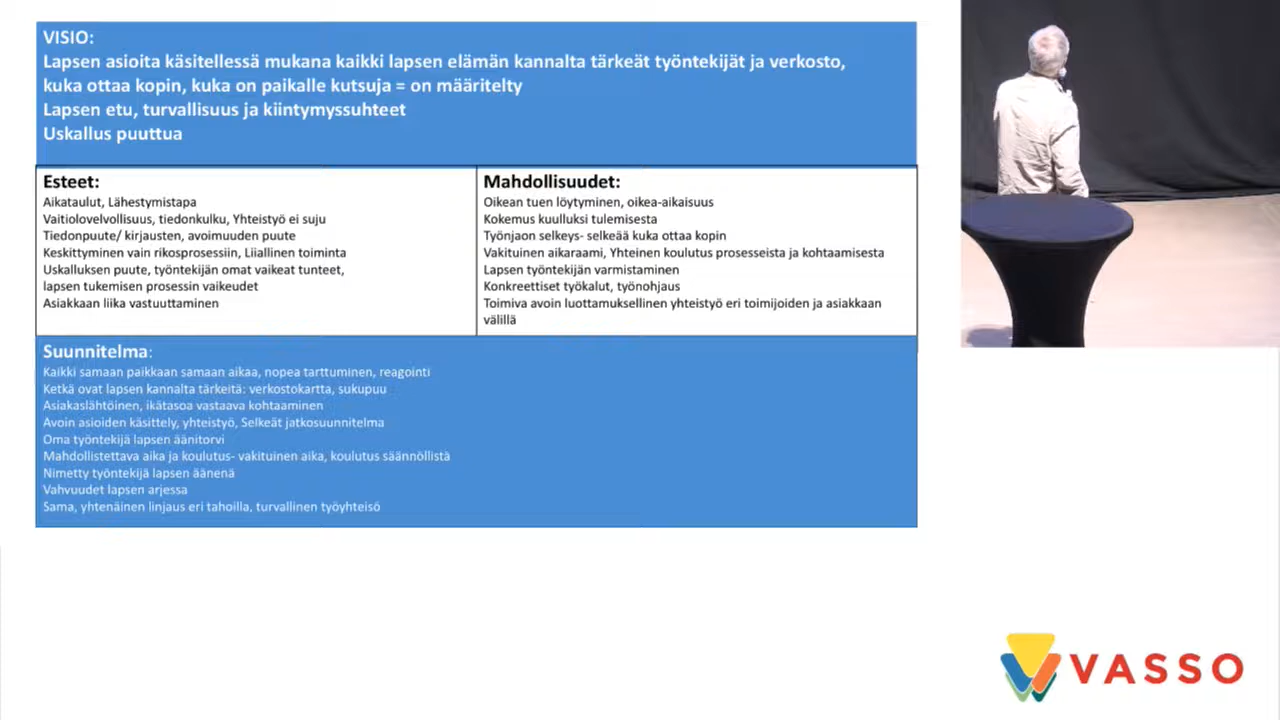 VISIO:
Lapsen asioita käsitellessä mukana kaikki lapsen elämän kannalta tärkeät työntekijät ja verkosto,
kuka ottaa kopin, kuka on paikalle kutsuja = on määritelty
Lapsen etu, turvallisuus ja kiintymyssuhteet
Uskallus puuttua
Esteet:
Aikataulut, Lähestymistapa
Vaitiolovelvollisuus, tiedonkulku, Yhteistyö ei suju
Tiedonpuute/ kirjausten, avoimuuden puute
Keskittyminen vain rikosprosessiin, Liiallinen toiminta
Uskalluksen puute, työntekijän omat vaikeat tunteet,
lapsen tukemisen prosessin vaikeudet
Asiakkaan liika vastuuttaminen
Mahdollisuudet:
Oikean tuen löytyminen, oikea-aikaisuus
Kokemus kuulluksi tulemisesta
Työnjaon selkeys- selkeää kuka ottaa kopin
Vakituinen aikaraami, Yhteinen koulutus prosesseista ja kohtaamisesta
Lapsen työntekijän varmistaminen
Konkreettiset työkalut, työnohjaus
Toimiva avoin luottamuksellinen yhteistyö eri toimijoiden ja asiakkaan
välillä
Suunnitelma:
Kaikki samaan paikkaan samaan aikaa, nopea tarttuminen, reagointi
Ketkä ovat lapsen kannalta tärkeitä: verkostokartta, sukupuu
Asiakaslähtöinen, ikätasoa vastaava kohtaaminen
Avoin asioiden käsittely, yhteistyö, Selkeät jatkosuunnitelma
Oma työntekijä lapsen äänitorvi
Mahdollistettava aika ja koulutus- vakituinen aika, koulutus säännöllistä
Nimetty työntekijä lapsen äänenä
Vahvuudet lapsen arjessa
Sama, yhtenäinen linjaus eri tahoilla, turvallinen työyhteisö
VASSO